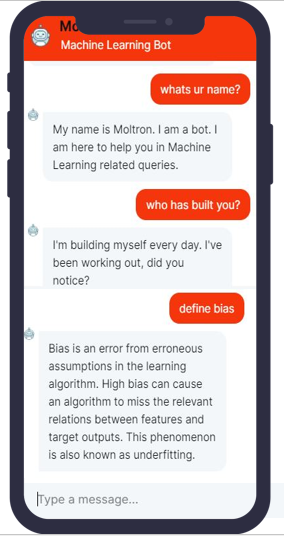 Mo
Machine Learning Bot
whats ur name?
My name is Moltron. I am a bot. I
am here to help you in Machine
Learning related queries.
who has built you?
I'm building myself every day. I've
been working out, did you
notice?
define bias
Bias is an error from erroneous
assumptions in the learning
algorithm. High bias can cause
an algorithm to miss the relevant
relations between features and
target outputs. This phenomenon
is also known as underfitting.
Type a message...